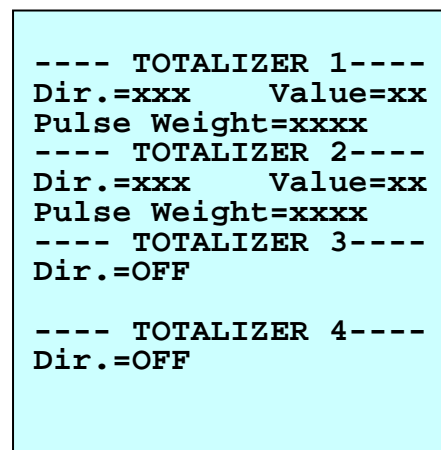 ---- TOTALIZER 1----
Dir.=xxx    Value=xx
Pulse Weight=xxxx
---- TOTALIZER 2----
Dir.=xxx    Value=xx
Pulse Weight=xxxx
---- TOTALIZER 3----
Dir.=OFF
---- TOTALIZER 4----
Dir.=OFF